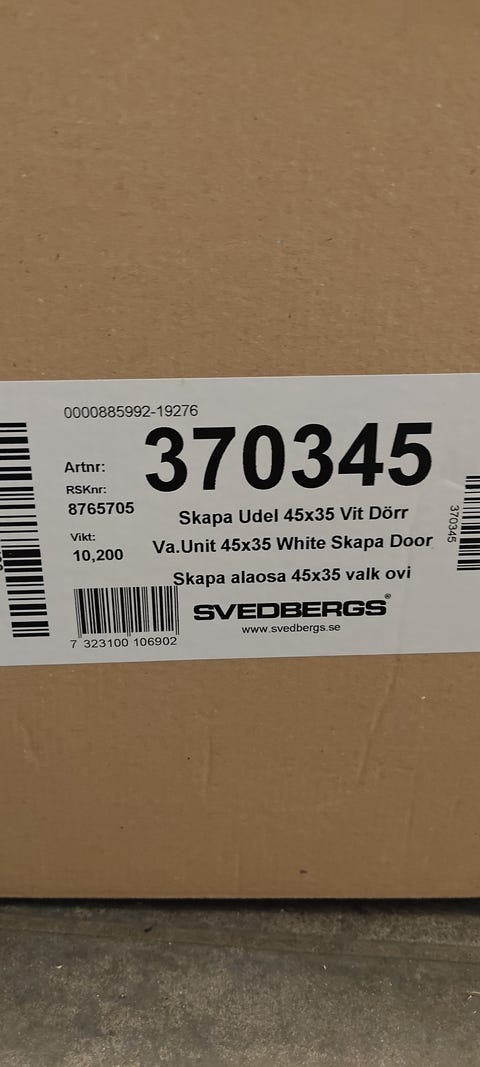 0000885992-19276
Artnr:
370345
RSKnr:
8765705
Skapa Udel 45x35 Vit Dörr
Vikt:
10,200
Va.Unit 45x35 White Skapa Door
Skapa alaosa 45x35 valk ovi
SVEDBERGS®
www.svedbergs.se
7 323100 106902
370345